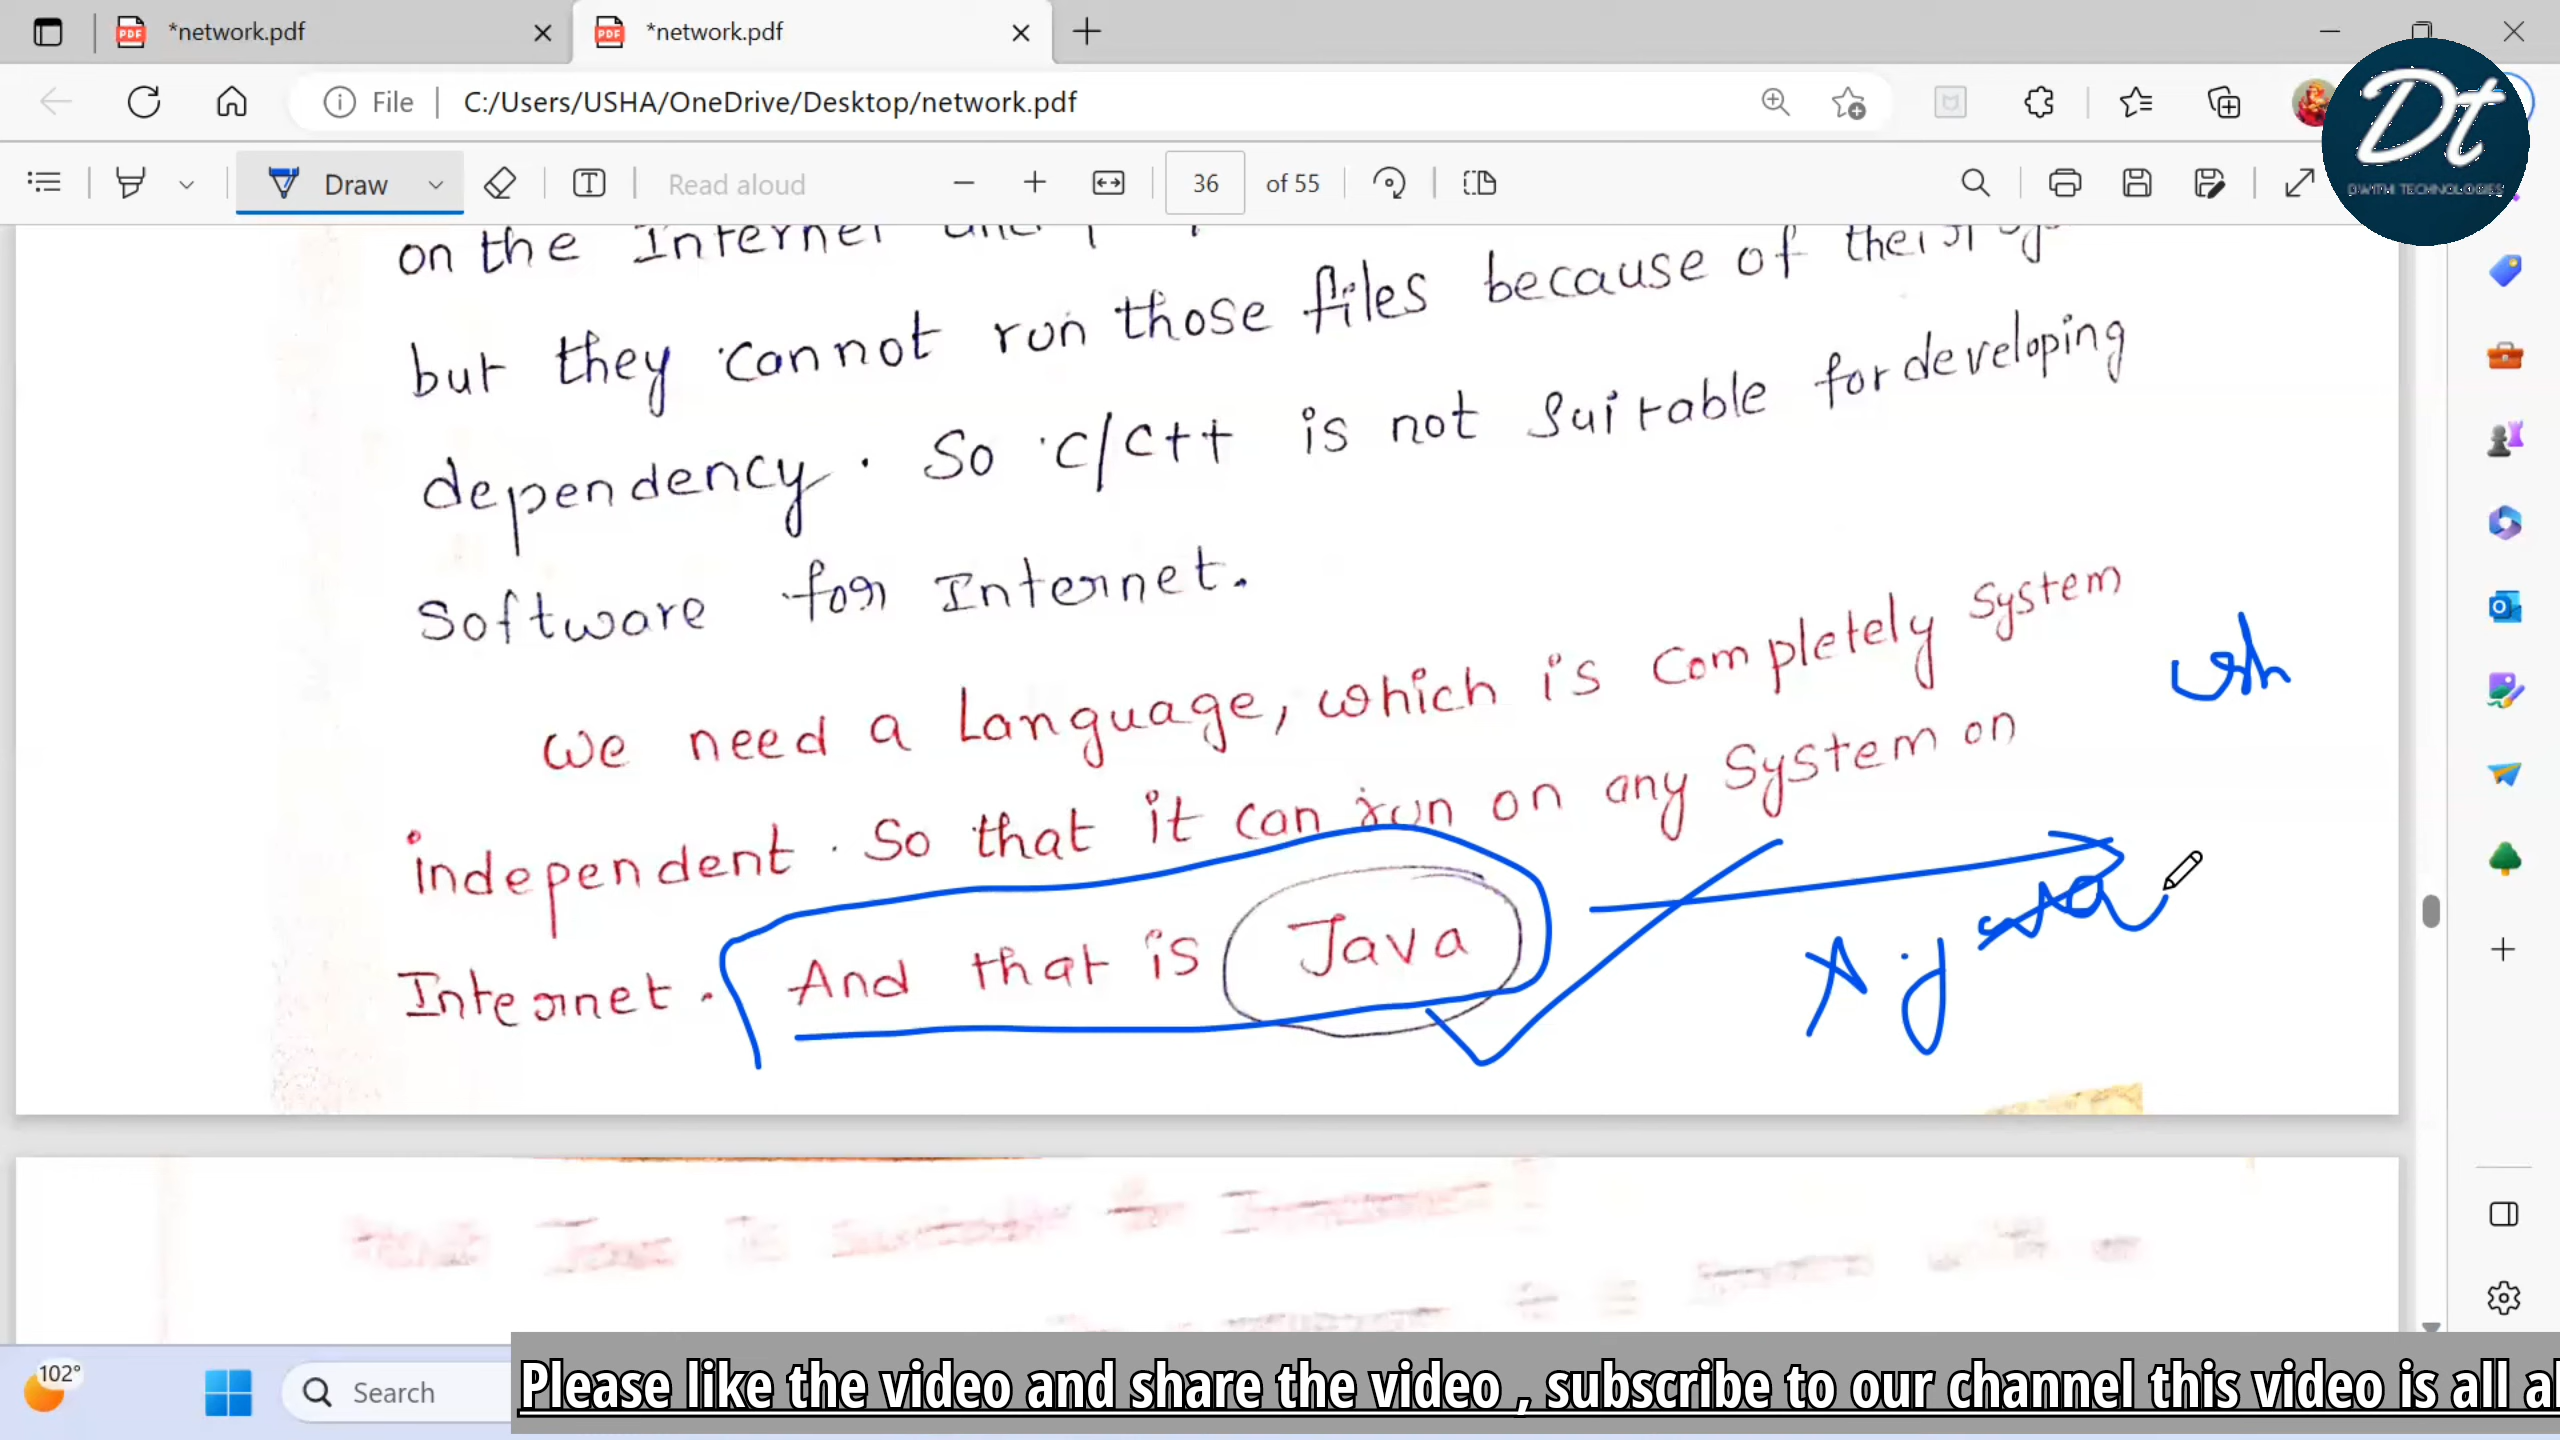 *network.pdf
*network.pdf
File
C:/Users/USHA/OneDrive/Desktop/network.pdf
Draw
Read aloud
36 of 55
Dt
DWITHI TECHNOLOGIES
on the Internet
but they cannot run those files because of their
dependency. So C/C++ is not suitable for developing
Software for Internet.
We need a Language, which is Completely System
independent. So that it can run on any System on
Internet. And that is Java
ush
102°
Search
Please like the video and share the video , subscribe to our channel this video is all